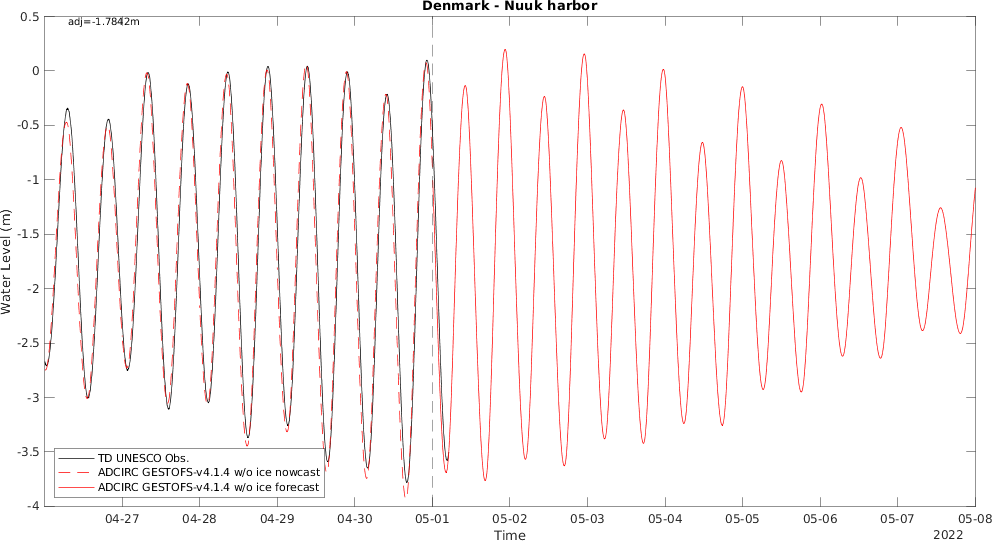 Denmark - Nuuk harbor
adj=-1.7842m
0.5
0
-0.5
-1
-1.5
-2
-2.5
-3
-3.5
-4
Water Level (m)
TD UNESCO Obs.
ADCIRC GESTOFS-v4.1.4 w/o ice nowcast
ADCIRC GESTOFS-v4.1.4 w/o ice forecast
04-27 04-28 04-29 04-30 05-01 05-02 05-03 05-04 05-05 05-06 05-07 05-08
Time
2022